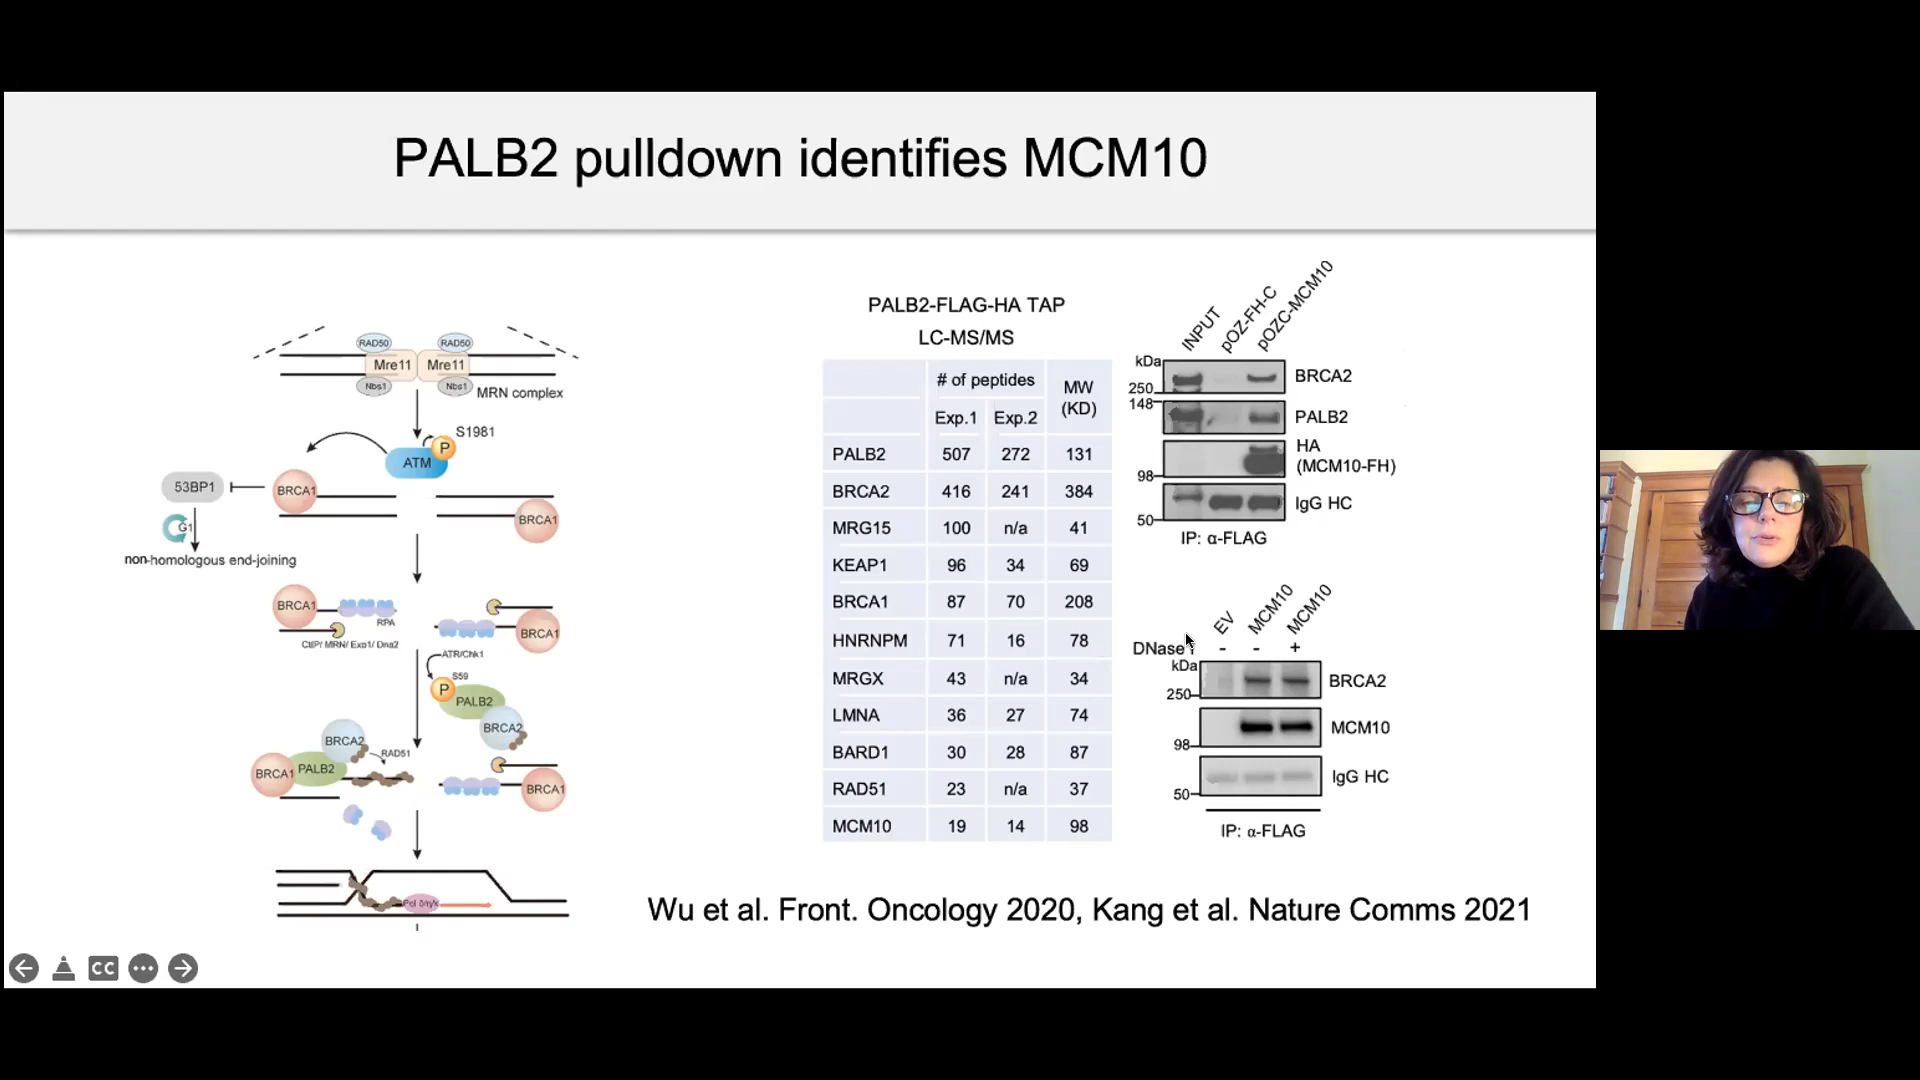 PALB2 pulldown identifies MCM10
RAD50
RAD50
Mre11
Mre11
Nbs1
Nbs1
MRN complex
S1981
P
ATM
53BP1
BRCA1
BRCA1
G1
non-homologous end-joining
BRCA1
RPA
BRCA1
CtIP/ MRN/ Exo1/ Dna2
ATR/Chk1
S59
P
PALB2
BRCA2
BRCA2
RAD51
BRCA1
PALB2
BRCA1
PALB2-FLAG-HA TAP
LC-MS/MS
# of peptides
MW
(KD)
Exp.1 Exp.2
PALB2 507 272 131
BRCA2 416 241 384
MRG15 100 n/a 41
KEAP1 96 34 69
BRCA1 87 70 208
HNRNPM 71 16 78
MRGX 43 n/a 34
LMNA 36 27 74
BARD1 30 28 87
RAD51 23 n/a 37
MCM10 19 14 98
INPUT
pOZ-FH-C
pOZC-MCM10
kDa
250
BRCA2
148
PALB2
HA
(MCM10-FH)
98
IgG HC
50
IP: α-FLAG
EV
MCM10
MCM10
DNase I - - +
kDa
BRCA2
250
MCM10
98
IgG HC
50
IP: α-FLAG
Wu et al. Front. Oncology 2020, Kang et al. Nature Comms 2021
CC